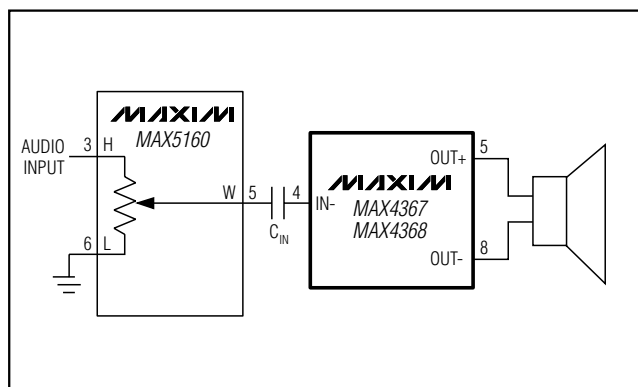 MAXIM
MAX5160
AUDIO
INPUT
3
H
W
5
6
L
C_IN
4
IN-
MAXIM
MAX4367
MAX4368
OUT+
5
OUT-
8